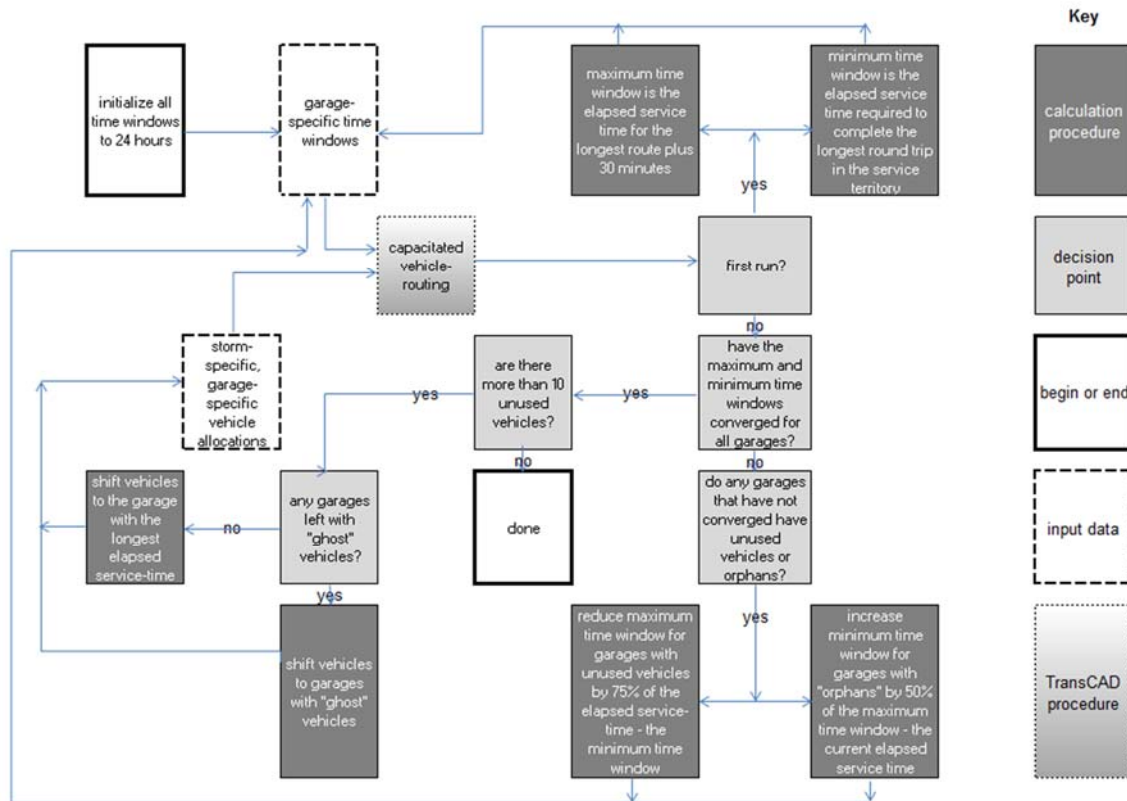 Key
initialize all
time windows
to 24 hours
garage-
specific time
windows
maximum time
window is the
elapsed service
time for the
longest route plus
30 minutes
minimum time
window is the
elapsed service
time required to
complete the
longest round trip
in the service
territory
calculation
procedure
yes
capacitated
vehicle-
routing
first run?
decision
point
no
storm-
specific,
garage-
specific
vehicle
allocations
yes
are there
more than 10
unused
vehicles?
yes
have the
maximum and
minimum time
windows
converged for
all garages?
begin or end
no
no
shift vehicles
to the garage
with the
longest
elapsed
service-time
no
any garages
left with
"ghost"
vehicles?
done
do any garages
that have not
converged have
unused
vehicles or
orphans?
input data
yes
yes
shift vehicles
to garages
with "ghost"
vehicles
reduce maximum
time window for
garages with
unused vehicles
by 75% of the
elapsed service-
time - the
minimum time
window
increase
minimum time
window for
garages with
"orphans" by 50%
of the maximum
time window - the
current elapsed
service time
TransCAD
procedure